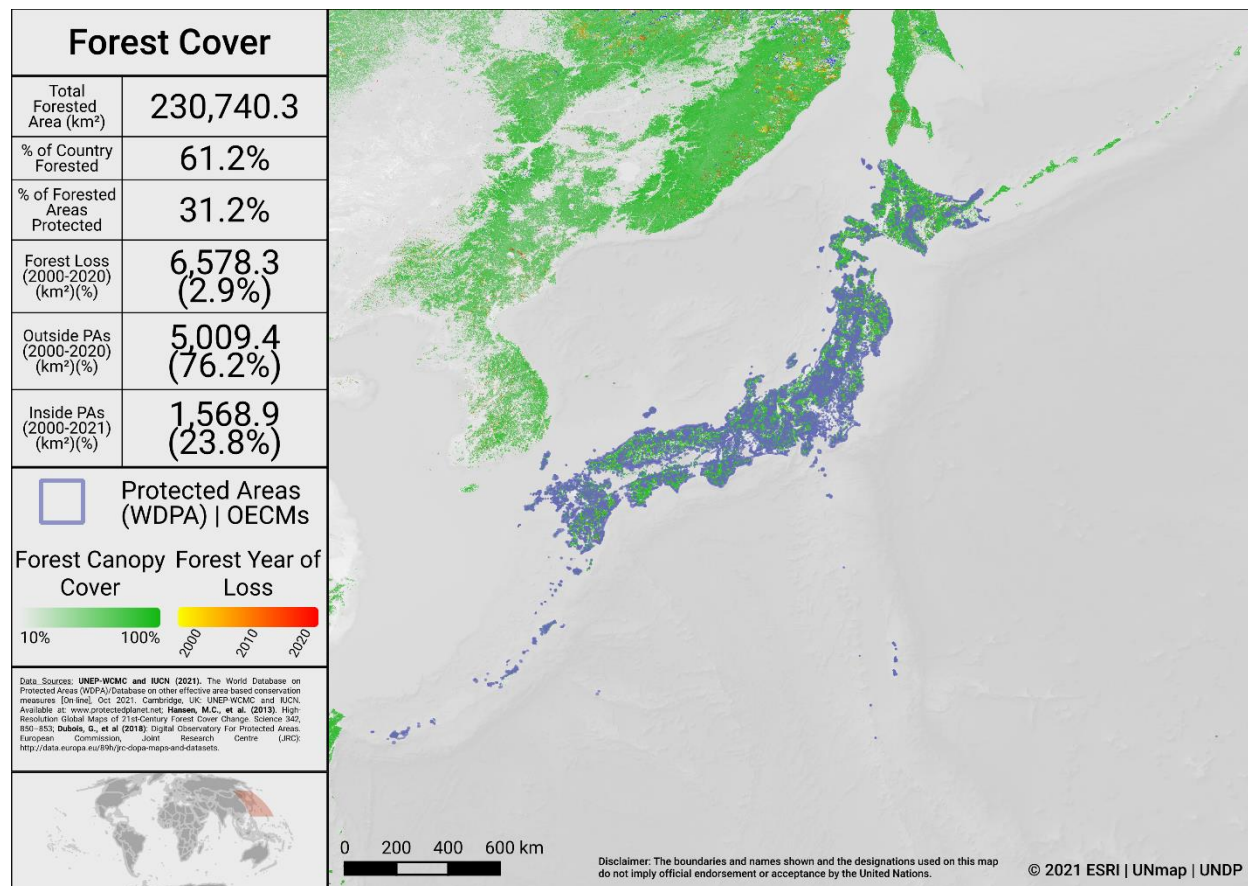 Forest Cover
Total
Forested
Area (km²)
230,740.3
% of Country
Forested
61.2%
% of Forested
Areas
Protected
31.2%
Forest Loss
(2000-2020)
(km²)(%)
6,578.3
(2.9%)
Outside PAs
(2000-2020)
(km²)(%)
5,009.4
(76.2%)
Inside PAs
(2000-2021)
(km²)(%)
1,568.9
(23.8%)
Protected Areas
(WDPA) | OECMs
Forest Canopy
Cover
10%
100%
Forest Year of
Loss
2000
2010
2020
Data Sources: UNEP-WCMC and IUCN (2021). The World Database on
Protected Areas (WDPA)/Database on other effective area-based conservation
measures [On-line], Oct 2021. Cambridge, UK: UNEP-WCMC and IUCN.
Available at: www.protectedplanet.net; Hansen, M.C., et al. (2013). High-
Resolution Global Maps of 21st-Century Forest Cover Change. Science 342,
850–853; Dubois, G., et al (2018): Digital Observatory For Protected Areas.
European Commission, Joint Research Centre (JRC):
http://data.europa.eu/89h/jrc-dopa-maps-and-datasets.
0 200 400 600 km
Disclaimer: The boundaries and names shown and the designations used on this map
do not imply official endorsement or acceptance by the United Nations.
© 2021 ESRI | UNmap | UNDP